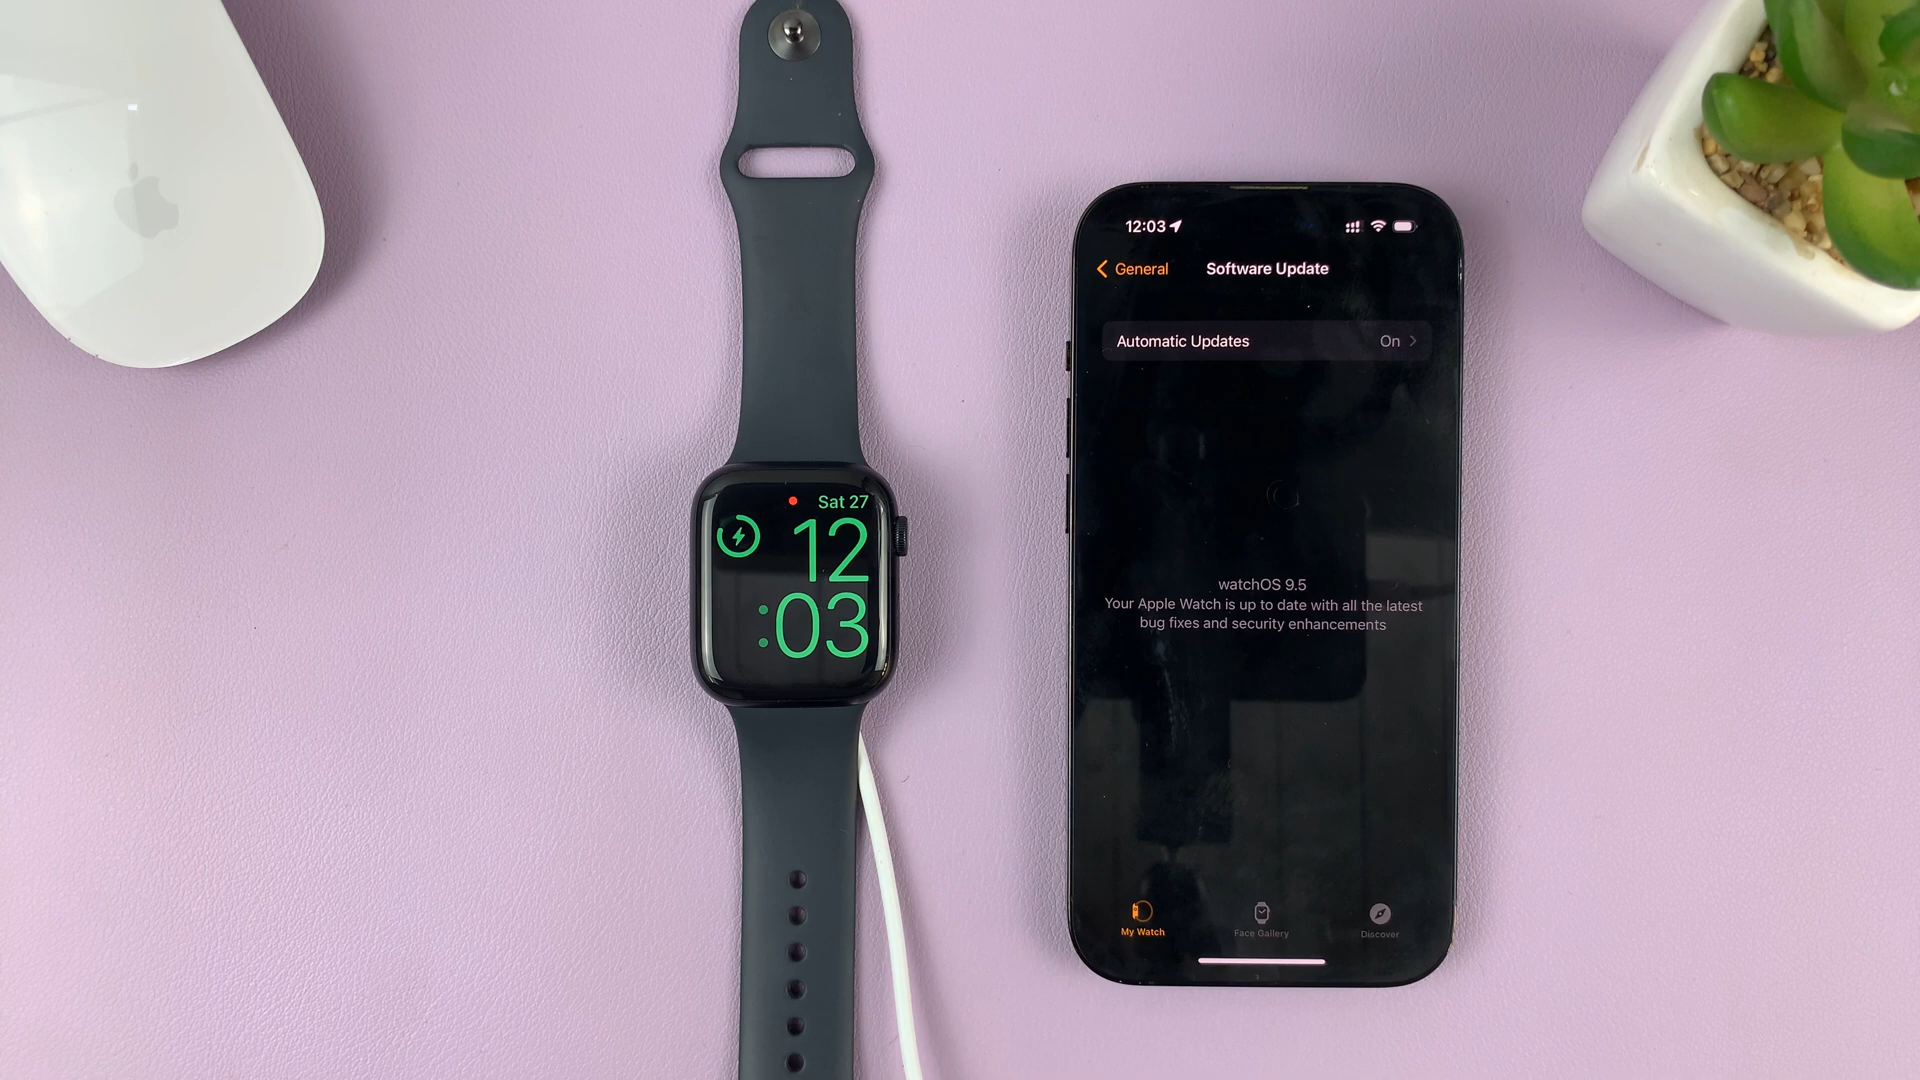 Sat 27
12
:03
12:03
General
Software Update
Automatic Updates
On
watchOS 9.5
Your Apple Watch is up to date with all the latest
bug fixes and security enhancements
My Watch
Face Gallery
Discover